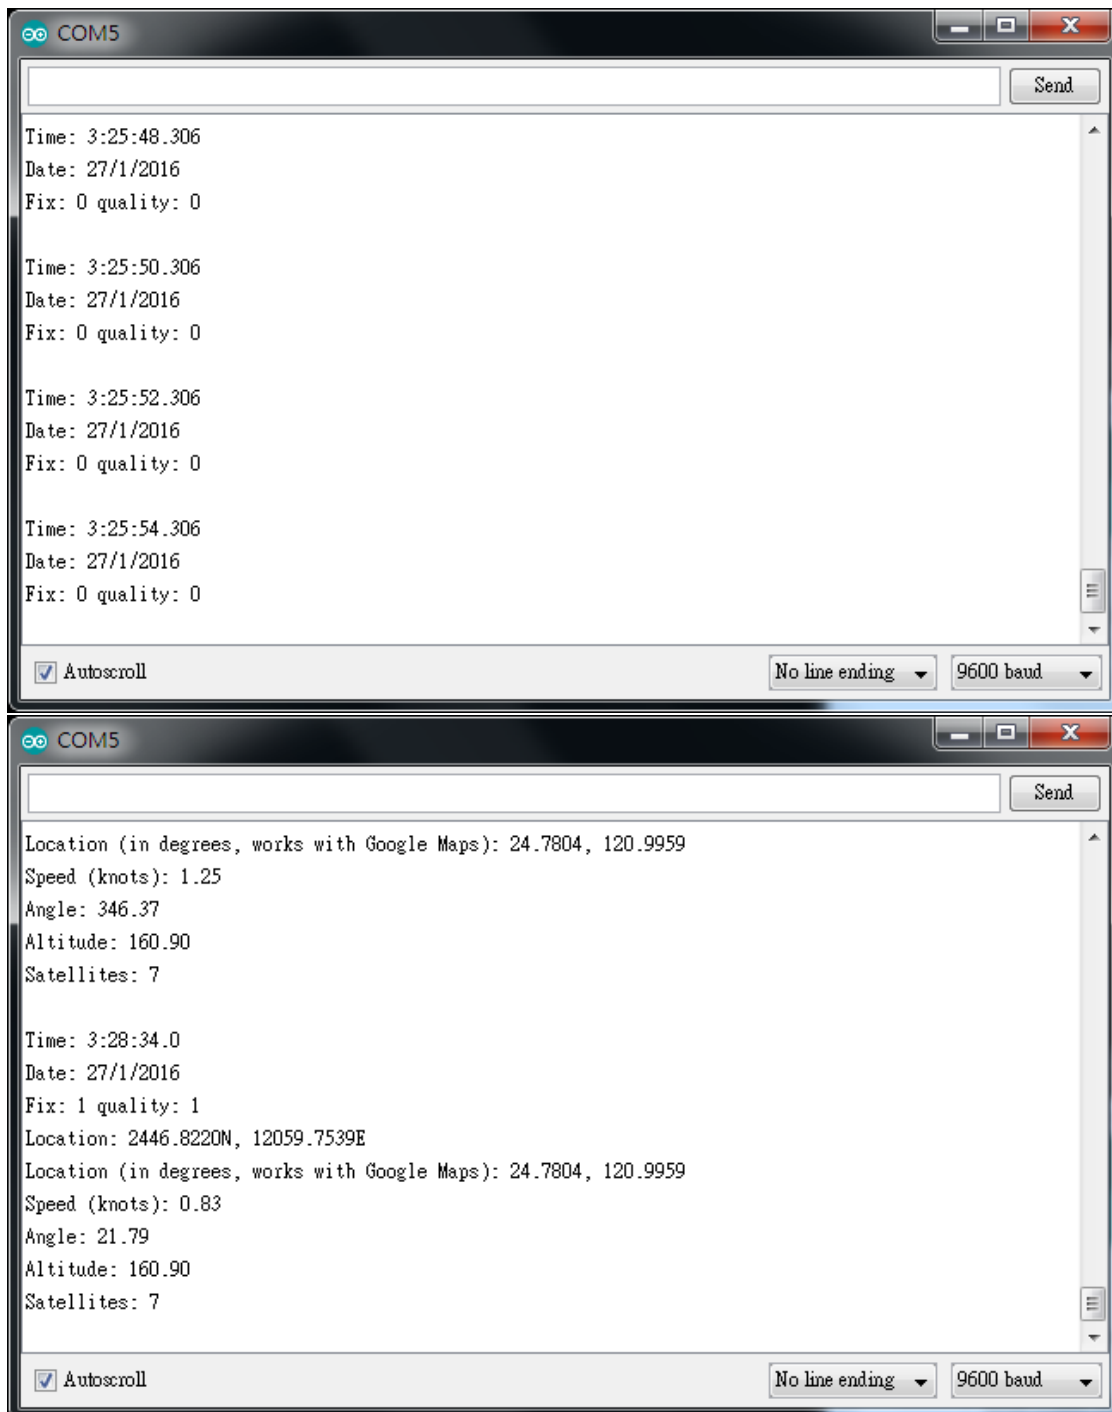 COM5
Send
Time: 3:25:48.306
Date: 27/1/2016
Fix: 0 quality: 0
Time: 3:25:50.306
Date: 27/1/2016
Fix: 0 quality: 0
Time: 3:25:52.306
Date: 27/1/2016
Fix: 0 quality: 0
Time: 3:25:54.306
Date: 27/1/2016
Fix: 0 quality: 0
Autoscroll No line ending 9600 baud
COM5
Send
Location (in degrees, works with Google Maps): 24.7804, 120.9959
Speed (knots): 1.25
Angle: 346.37
Altitude: 160.90
Satellites: 7
Time: 3:28:34.0
Date: 27/1/2016
Fix: 1 quality: 1
Location: 2446.8220N, 12059.7539E
Location (in degrees, works with Google Maps): 24.7804, 120.9959
Speed (knots): 0.83
Angle: 21.79
Altitude: 160.90
Satellites: 7
Autoscroll No line ending 9600 baud